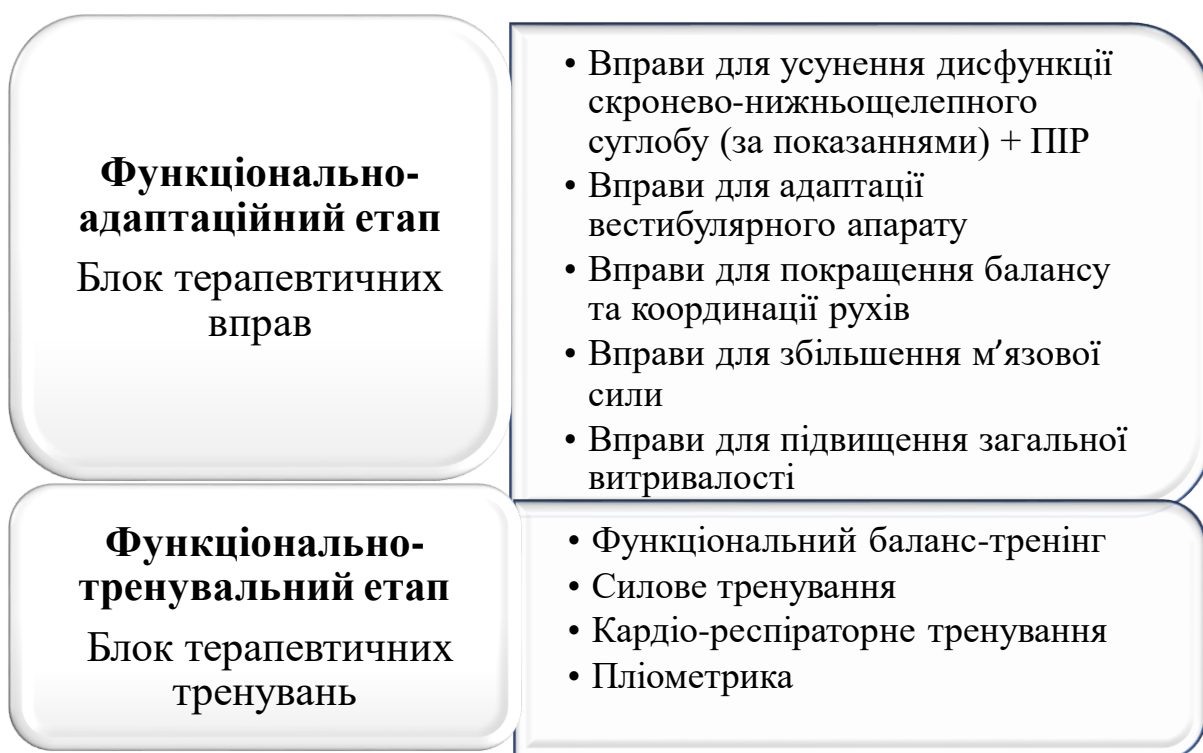 Функціонально-
адаптаційний етап
Блок терапевтичних
вправ
• Вправи для усунення дисфункції
скронево-нижньощелепного
суглобу (за показаннями) + ПІР
• Вправи для адаптації
вестибулярного апарату
• Вправи для покращення балансу
та координації рухів
• Вправи для збільшення м’язової
сили
• Вправи для підвищення загальної
витривалості
Функціонально-
тренувальний етап
Блок терапевтичних
тренувань
• Функціональний баланс-тренінг
• Силове тренування
• Кардіо-респіраторне тренування
• Пліометрика